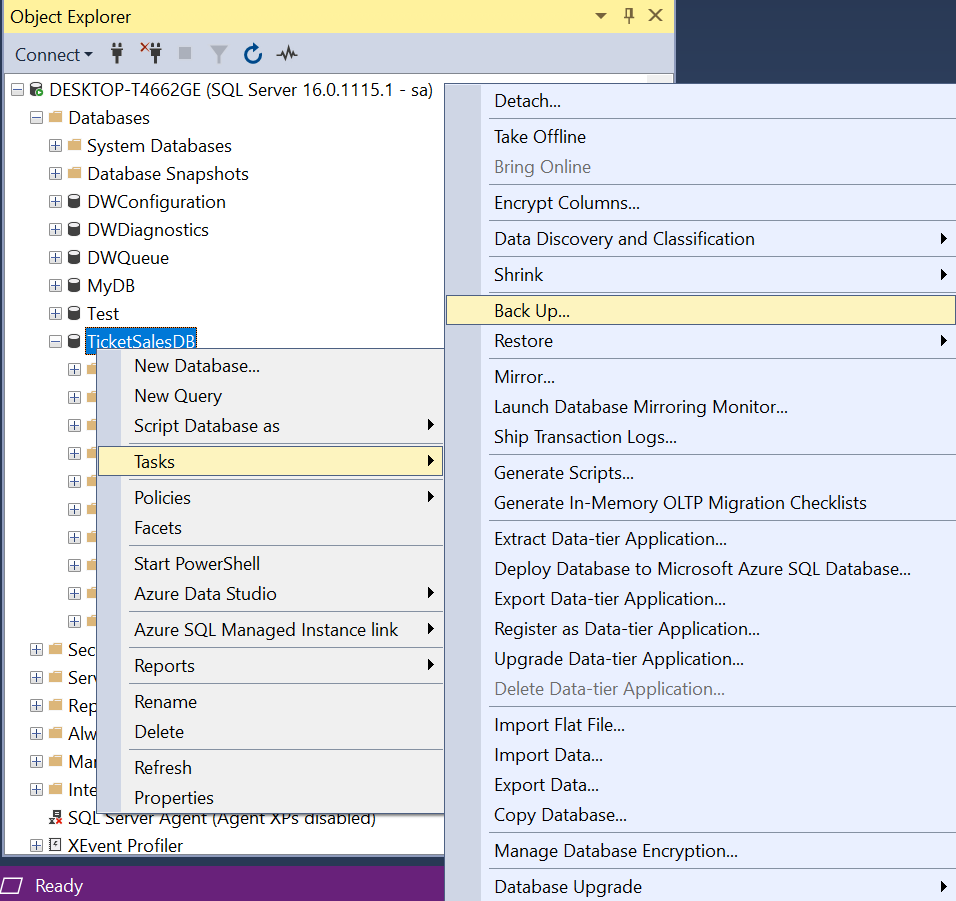 Object Explorer
Connect
DESKTOP-T4662GE (SQL Server 16.0.1115.1 - sa)
Databases
System Databases
Database Snapshots
DWConfiguration
DWDiagnostics
DWQueue
MyDB
Test
TicketSalesDB
Sec
Serv
Rep
Alw
Man
Inte
SQL Server Agent (Agent XPs disabled)
XEvent Profiler
Ready
New Database...
New Query
Script Database as
Tasks
Policies
Facets
Start PowerShell
Azure Data Studio
Azure SQL Managed Instance link
Reports
Rename
Delete
Refresh
Properties
Detach...
Take Offline
Bring Online
Encrypt Columns...
Data Discovery and Classification
Shrink
Back Up...
Restore
Mirror...
Launch Database Mirroring Monitor...
Ship Transaction Logs...
Generate Scripts...
Generate In-Memory OLTP Migration Checklists
Extract Data-tier Application...
Deploy Database to Microsoft Azure SQL Database...
Export Data-tier Application...
Register as Data-tier Application...
Upgrade Data-tier Application...
Delete Data-tier Application...
Import Flat File...
Import Data...
Export Data...
Copy Database...
Manage Database Encryption...
Database Upgrade